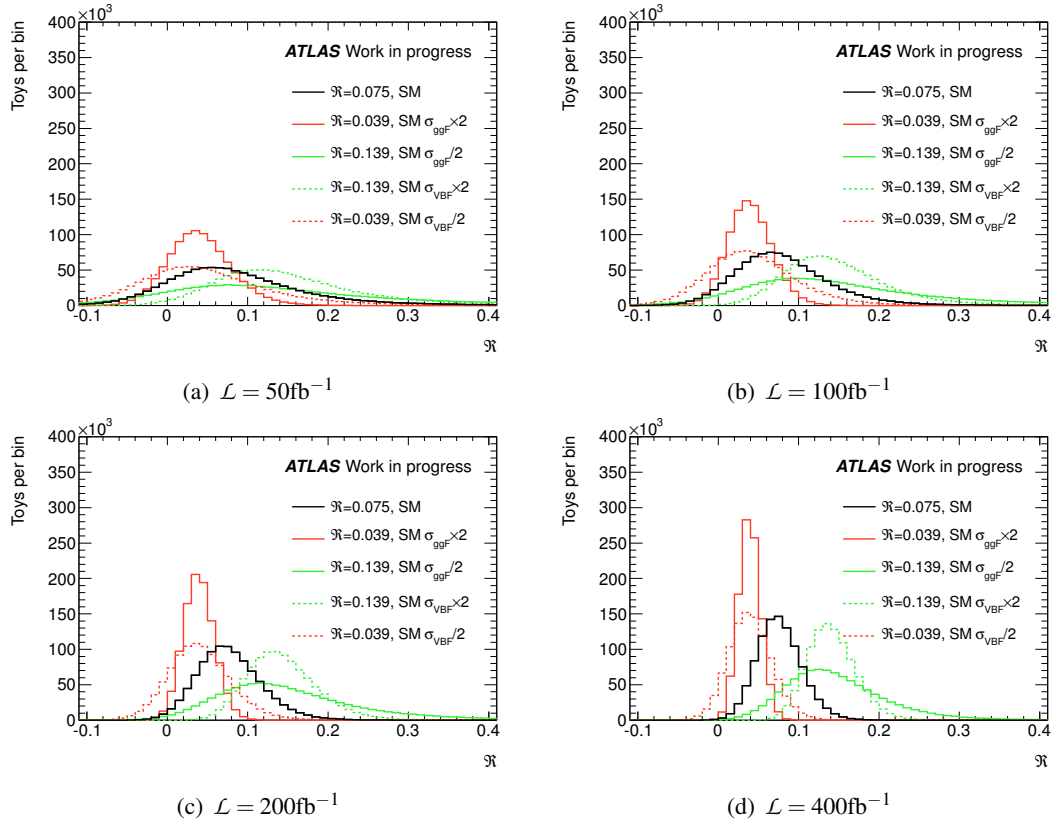 ×10³
Toys per bin
400
350
300
250
200
150
100
50
0
-0.1 0 0.1 0.2 0.3 0.4
ℜ
ATLAS Work in progress
ℜ=0.075, SM
ℜ=0.039, SM σggF×2
ℜ=0.139, SM σggF/2
ℜ=0.139, SM σVBF×2
ℜ=0.039, SM σVBF/2
(a) ℒ = 50fb⁻¹
×10³
Toys per bin
400
350
300
250
200
150
100
50
0
-0.1 0 0.1 0.2 0.3 0.4
ℜ
ATLAS Work in progress
ℜ=0.075, SM
ℜ=0.039, SM σggF×2
ℜ=0.139, SM σggF/2
ℜ=0.139, SM σVBF×2
ℜ=0.039, SM σVBF/2
(b) ℒ = 100fb⁻¹
×10³
Toys per bin
400
350
300
250
200
150
100
50
0
-0.1 0 0.1 0.2 0.3 0.4
ℜ
ATLAS Work in progress
ℜ=0.075, SM
ℜ=0.039, SM σggF×2
ℜ=0.139, SM σggF/2
ℜ=0.139, SM σVBF×2
ℜ=0.039, SM σVBF/2
(c) ℒ = 200fb⁻¹
×10³
Toys per bin
400
350
300
250
200
150
100
50
0
-0.1 0 0.1 0.2 0.3 0.4
ℜ
ATLAS Work in progress
ℜ=0.075, SM
ℜ=0.039, SM σggF×2
ℜ=0.139, SM σggF/2
ℜ=0.139, SM σVBF×2
ℜ=0.039, SM σVBF/2
(d) ℒ = 400fb⁻¹